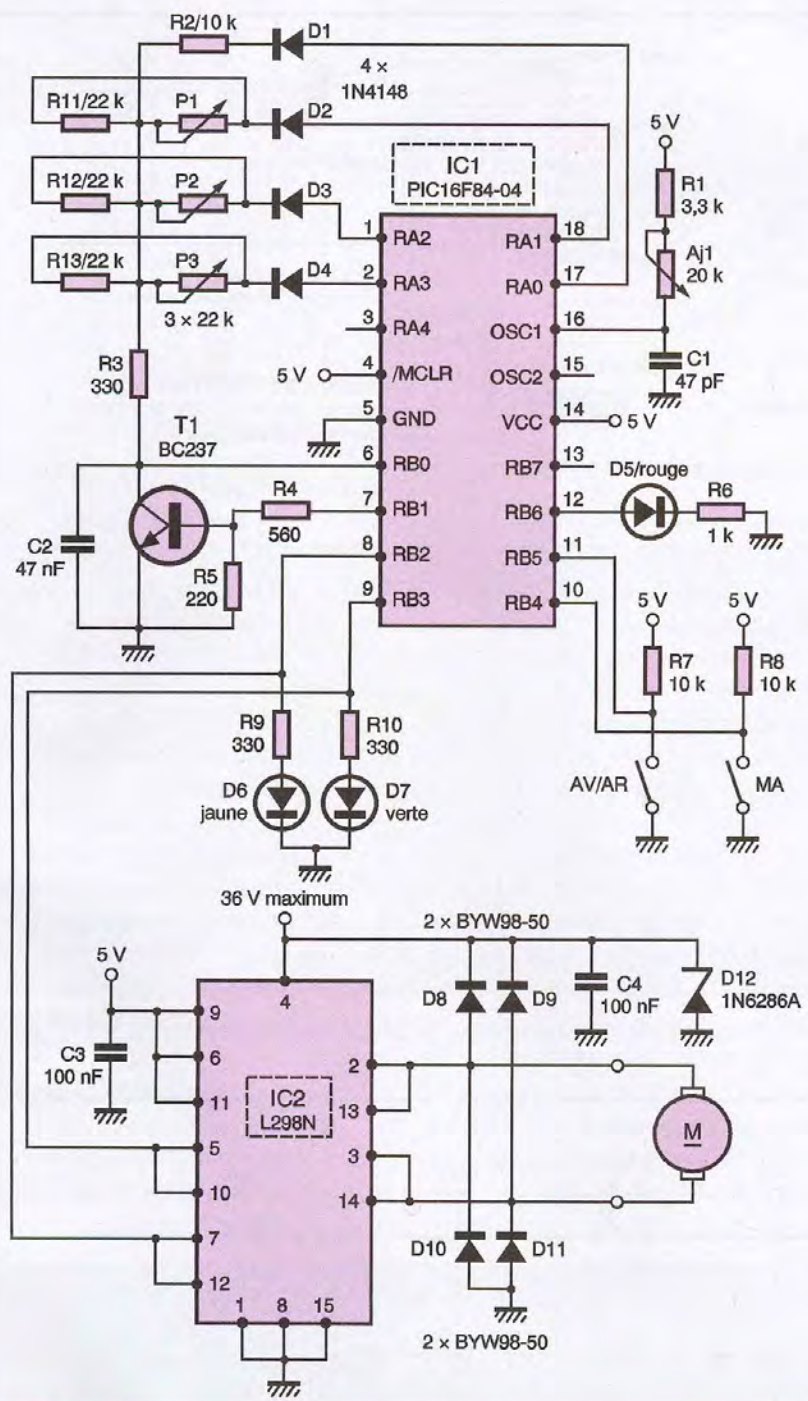 R2/10 k
D1
4 ×
1N4148
R11/22 k
P1
D2
R12/22 k
P2
D3
R13/22 k
P3
D4
3 × 22 k
IC1
PIC16F84-04
1
RA2
2
RA3
3
RA4
4
/MCLR
5
GND
6
RB0
7
RB1
8
RB2
9
RB3
18
RA1
17
RA0
16
OSC1
15
OSC2
14
VCC
13
RB7
12
RB6
11
RB5
10
RB4
5 V
R1
3,3 k
Aj1
20 k
C1
47 pF
5 V
5 V
R3
330
T1
BC237
R4
560
R5
220
C2
47 nF
D5/rouge
R6
1 k
5 V
5 V
R7
10 k
R8
10 k
AV/AR
MA
R9
330
R10
330
D6
jaune
D7
verte
36 V maximum
2 × BYW98-50
5 V
C3
100 nF
4
9
6
11
5
10
7
12
IC2
L298N
2
13
3
14
1
8
15
D8
D9
C4
100 nF
D12
1N6286A
M
D10
D11
2 × BYW98-50